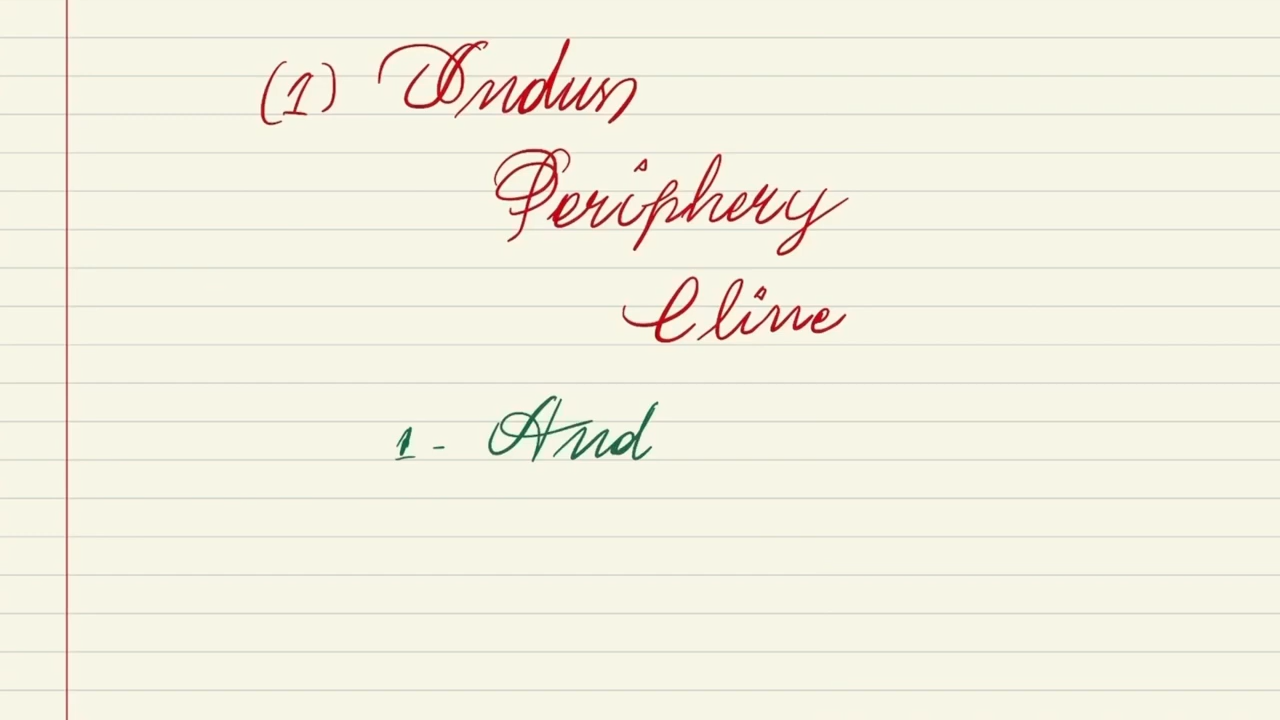 (1) Indus
Periphery
Cline
1- And